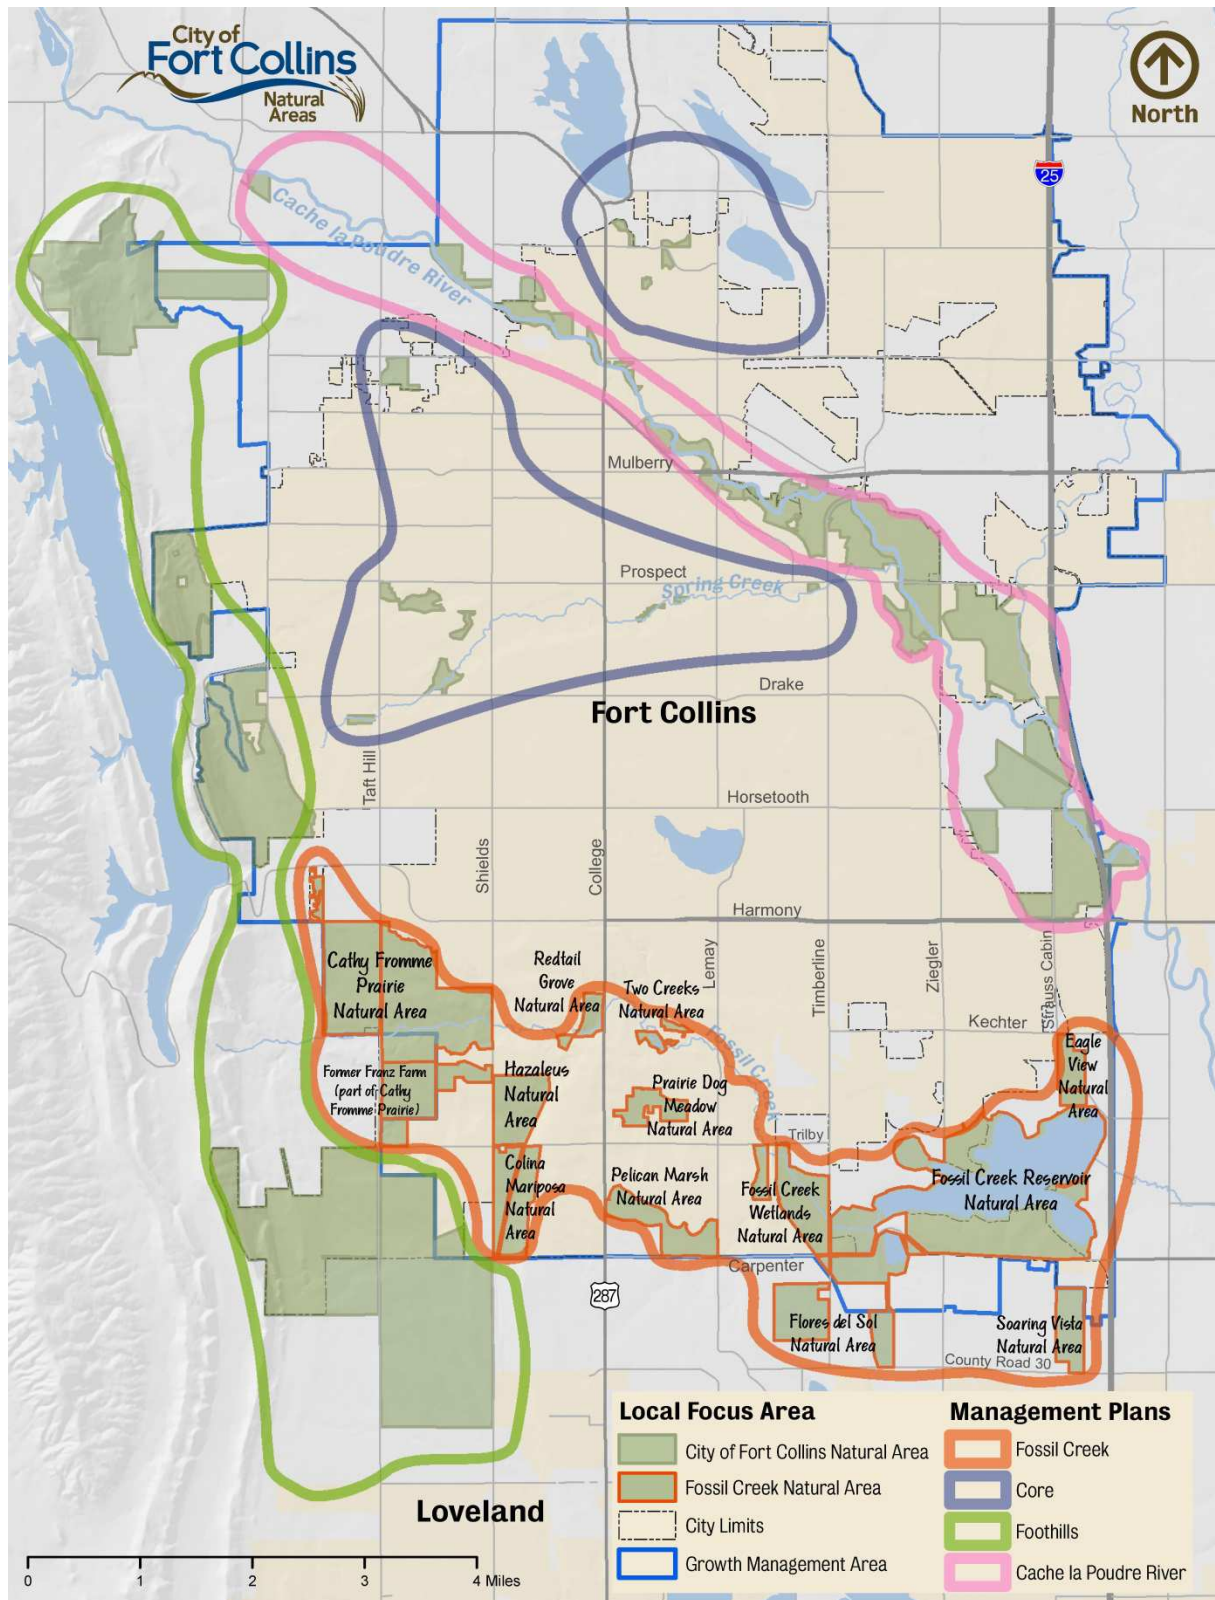 City of
Fort Collins
Natural
Areas
North
25
Cache la Poudre River
Mulberry
Prospect
Spring Creek
Drake
Fort Collins
Taft Hill
Horsetooth
Shields
College
Harmony
Lemay
Timberline
Ziegler
Strauss Cabin
Kechter
Cathy Fromme
Prairie
Natural Area
Redtail
Grove
Natural Area
Two Creeks
Natural Area
Fossil Creek
Eagle
View
Natural
Area
Former Franz Farm
(part of Cathy
Fromme Prairie)
Hazaleus
Natural
Area
Prairie Dog
Meadow
Natural Area
Trilby
Colina
Mariposa
Natural
Area
Pelican Marsh
Natural Area
Fossil Creek
Wetlands
Natural Area
Fossil Creek Reservoir
Natural Area
Carpenter
287
Flores del Sol
Natural Area
Soaring Vista
Natural Area
County Road 30
Loveland
Local Focus Area
City of Fort Collins Natural Area
Fossil Creek Natural Area
City Limits
Growth Management Area
Management Plans
Fossil Creek
Core
Foothills
Cache la Poudre River
0 1 2 3 4 Miles